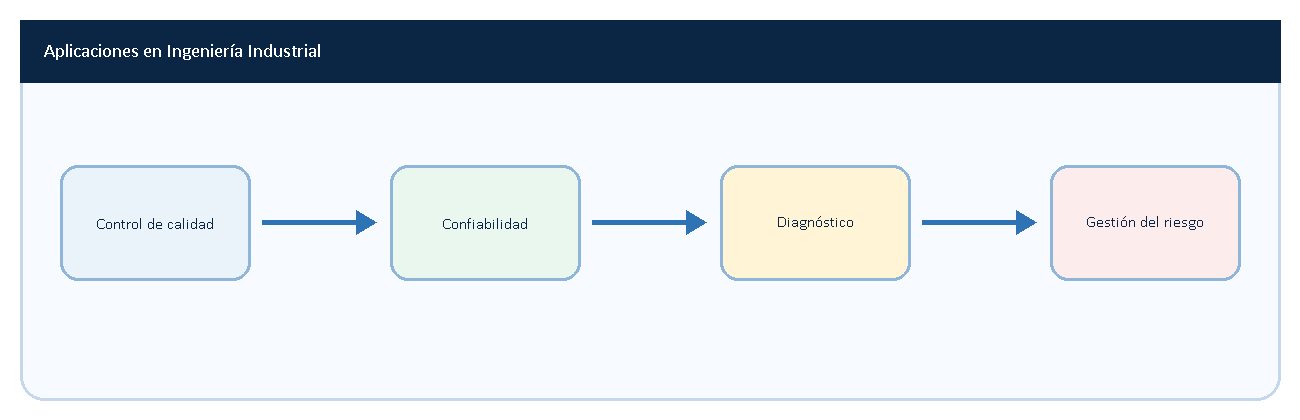 Aplicaciones en Ingeniería Industrial
Control de calidad
Confiabilidad
Diagnóstico
Gestión del riesgo